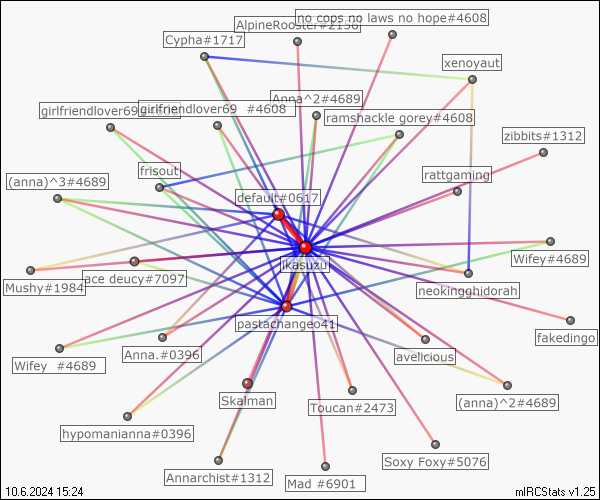 no cops no laws no hope#4608
AlpineRooster#2156
Cypha#1717
xenoyaut
Anna^2#4689
girlfriendlover69
girlfriendlover69 #4608
ramshackle gorey#4608
zibbits#1312
frisout
rattgaming
(anna)^3#4689
default#0617
Wifey#4689
ikasuzu
ace deucy#7097
Mushy#1984
neokingghidorah
pastachangeo41
fakedingo
Anna.#0396
avelicious
Wifey #4689
Skalman
Toucan#2473
(anna)^2#4689
hypomanianna#0396
Soxy Foxy#5076
Annarchist#1312
Mad #6901
10.6.2024 15:24
mIRCStats v1.25